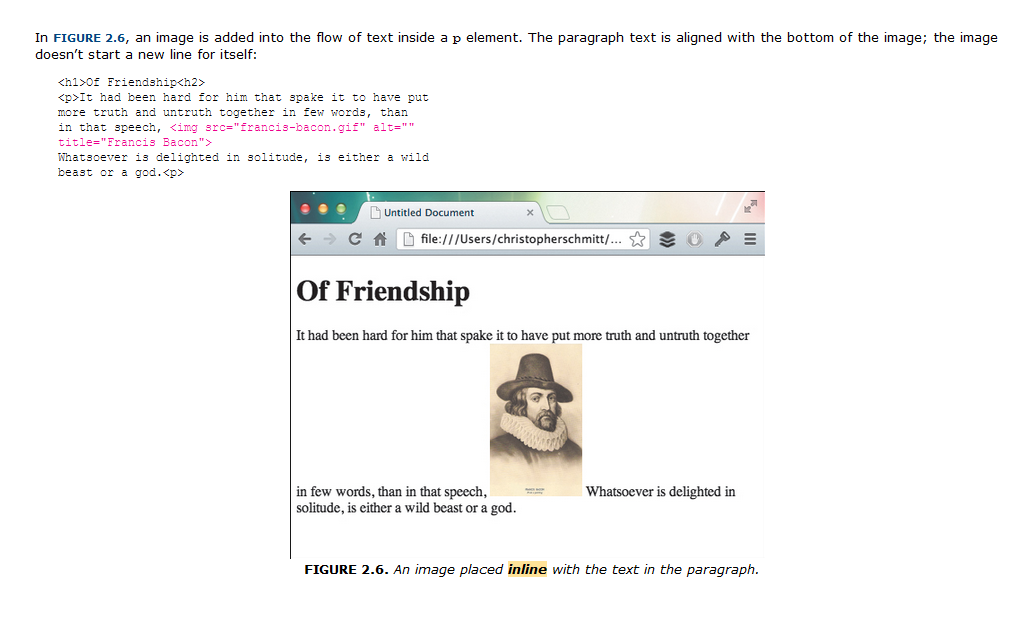 In FIGURE 2.6, an image is added into the flow of text inside a p element. The paragraph text is aligned with the bottom of the image; the image
doesn’t start a new line for itself:
<h1>Of Friendship<h2>
<p>It had been hard for him that spake it to have put
more truth and untruth together in few words, than
in that speech, <img src="francis-bacon.gif" alt=""
title="Francis Bacon">
Whatsoever is delighted in solitude, is either a wild
beast or a god.<p>
Untitled Document
file:///Users/christopherschmitt/...
Of Friendship
It had been hard for him that spake it to have put more truth and untruth together
in few words, than in that speech, Whatsoever is delighted in
solitude, is either a wild beast or a god.
FIGURE 2.6. An image placed inline with the text in the paragraph.